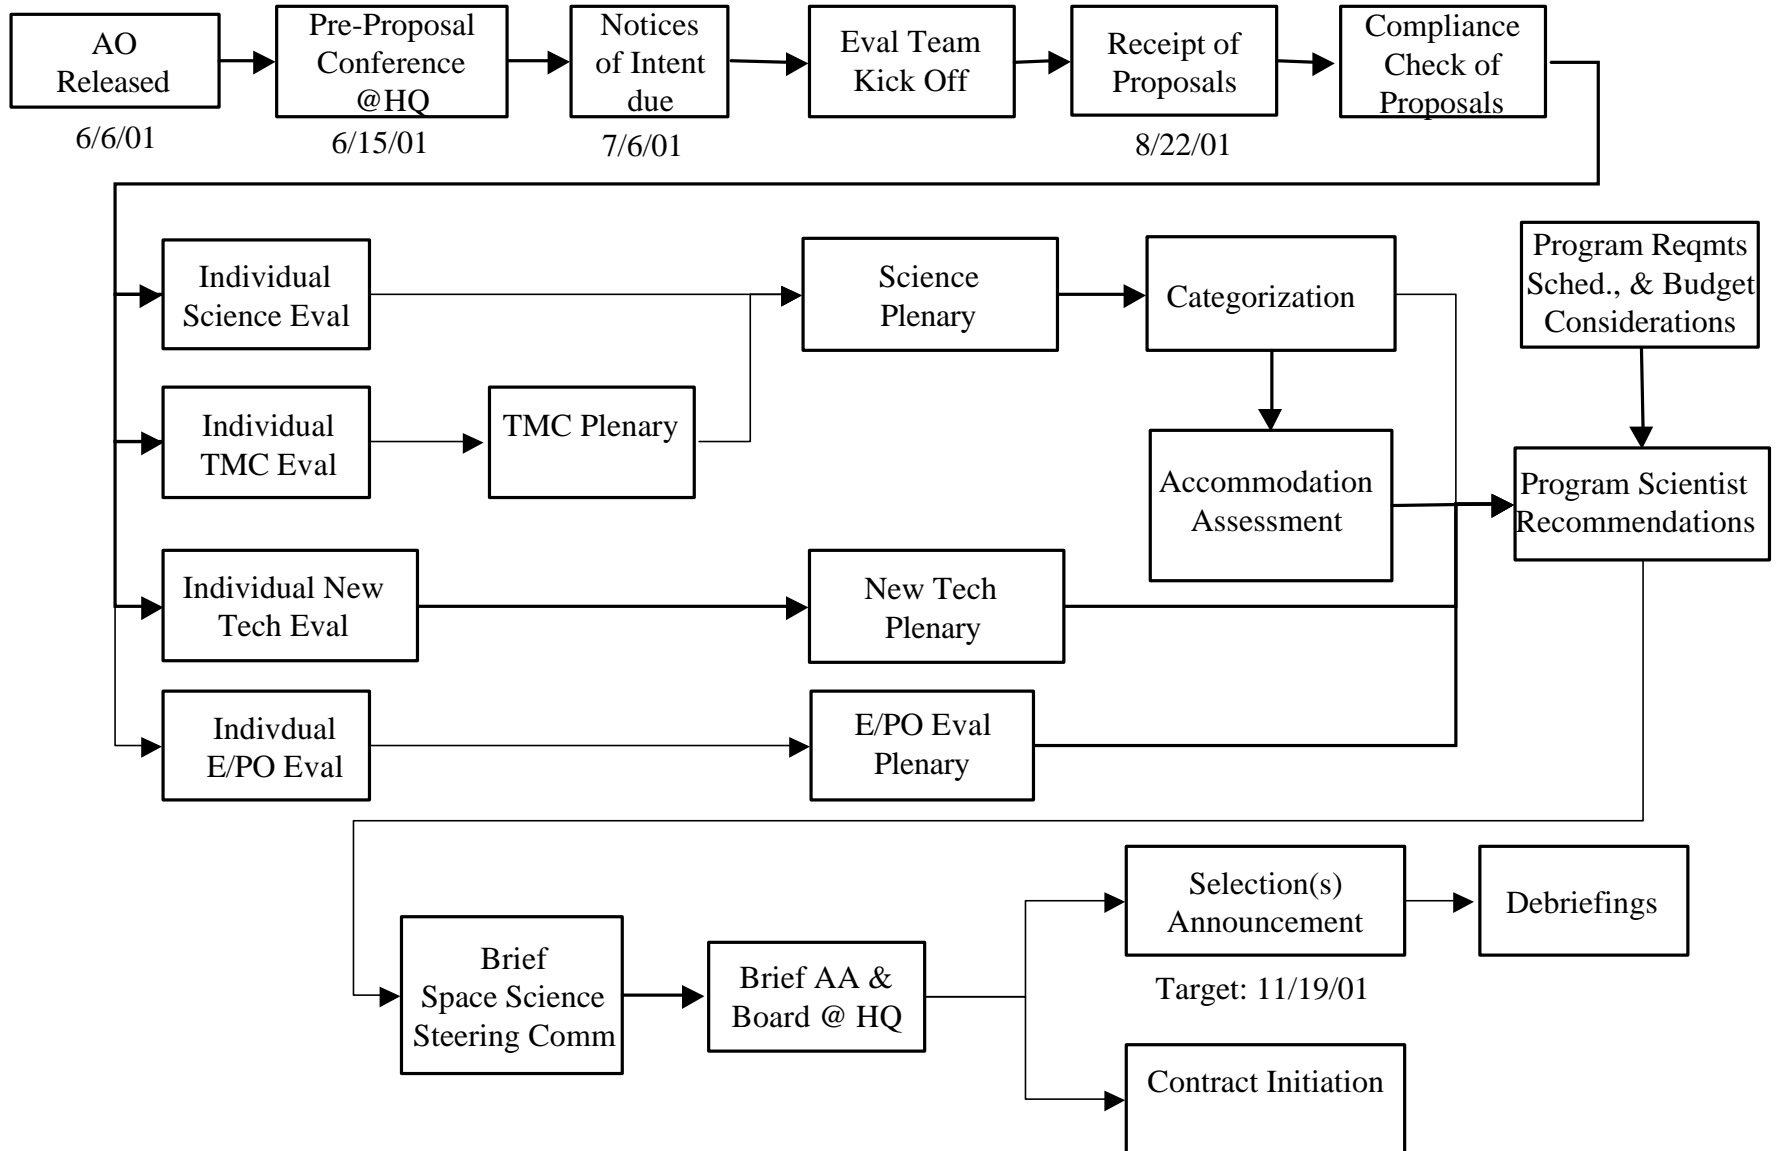 AO
Released
6/6/01
Pre-Proposal
Conference
@HQ
6/15/01
Notices
of Intent
due
7/6/01
Eval Team
Kick Off
Receipt of
Proposals
8/22/01
Compliance
Check of
Proposals
Individual
Science Eval
Science
Plenary
Categorization
Program Reqmts
Sched., & Budget
Considerations
Individual
TMC Eval
TMC Plenary
Accommodation
Assessment
Program Scientist
Recommendations
Individual New
Tech Eval
New Tech
Plenary
Indivdual
E/PO Eval
E/PO Eval
Plenary
Brief
Space Science
Steering Comm
Brief AA &
Board @ HQ
Selection(s)
Announcement
Target: 11/19/01
Debriefings
Contract Initiation